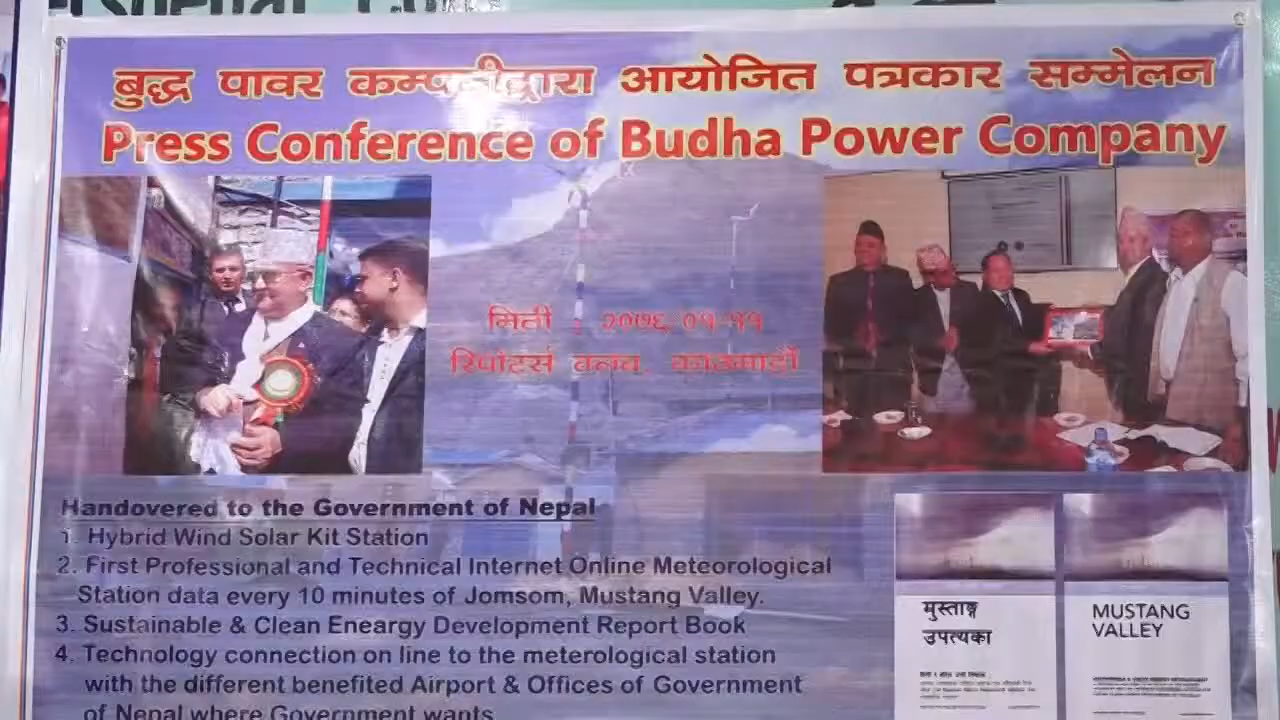 बुद्ध पावर कम्पनीद्वारा आयोजित पत्रकार सम्मेलन
Press Conference of Budha Power Company
मिती : २०७६-०१-११
रिपोर्टर्स क्लव, काठमाडौं
Handovered to the Government of Nepal
1. Hybrid Wind Solar Kit Station
2. First Professional and Technical Internet Online Meteorological
Station data every 10 minutes of Jomsom, Mustang Valley.
3. Sustainable & Clean Eneargy Development Report Book
4. Technology connection on line to the meterological station
with the different benefited Airport & Offices of Government
of Nepal where Government wants
मुस्ताङ्ग
उपत्यका
MUSTANG
VALLEY